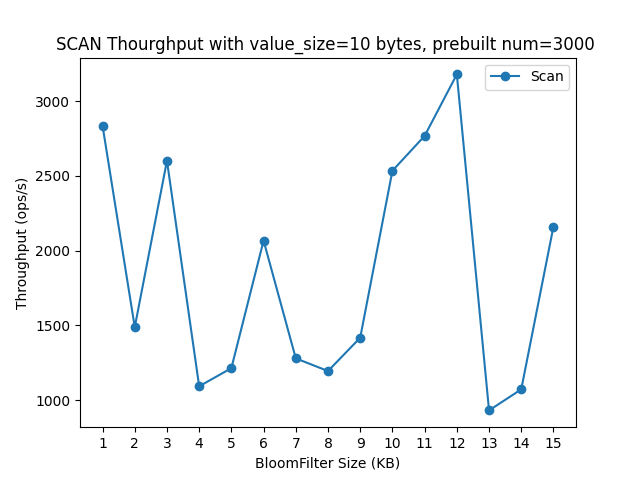 SCAN Thourghput with value_size=10 bytes, prebuilt num=3000
Scan
3000
2500
2000
1500
1000
Throughput (ops/s)
1 2 3 4 5 6 7 8 9 10 11 12 13 14 15
BloomFilter Size (KB)